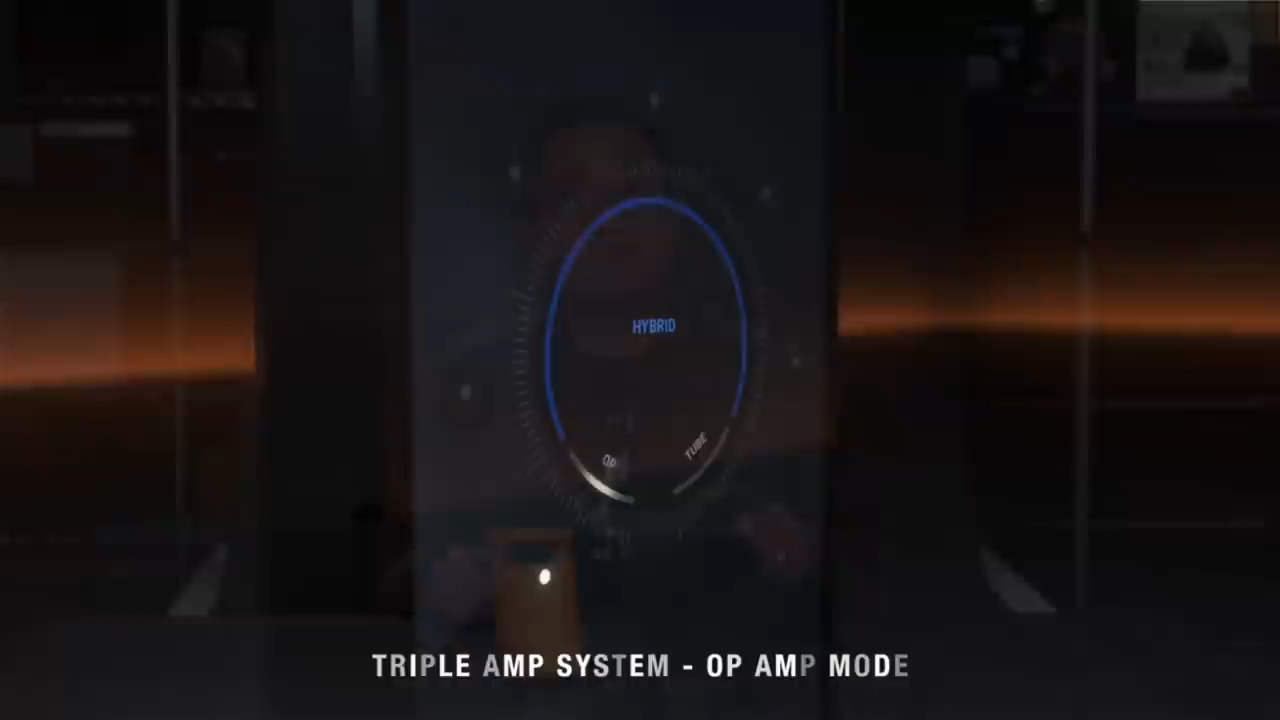 HYBRID
OP
TUBE
TRIPLE AMP SYSTEM - OP AMP MODE